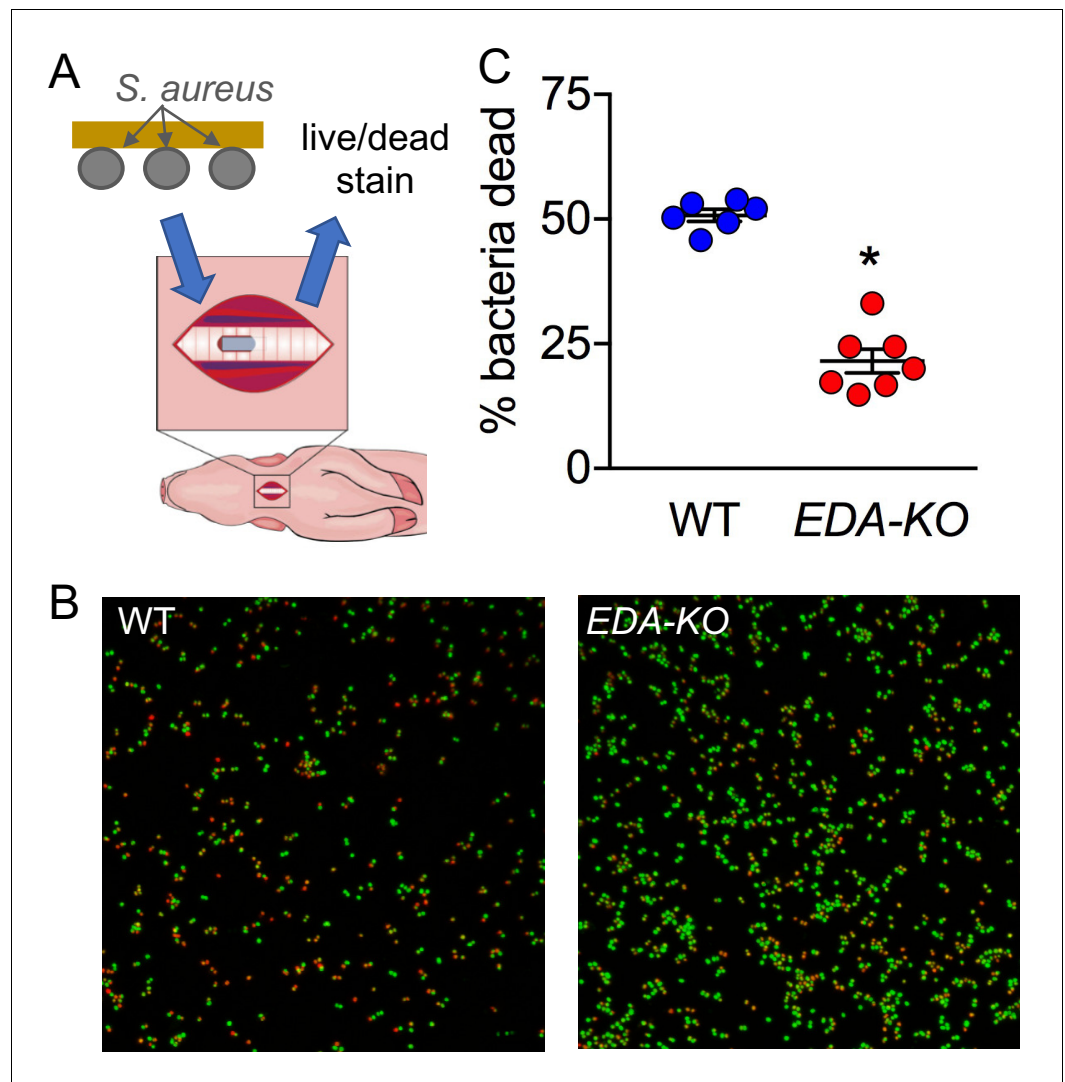 A
S. aureus
live/dead
stain
C
% bacteria dead
75
50
25
0
*
WT
EDA-KO
B
WT
EDA-KO